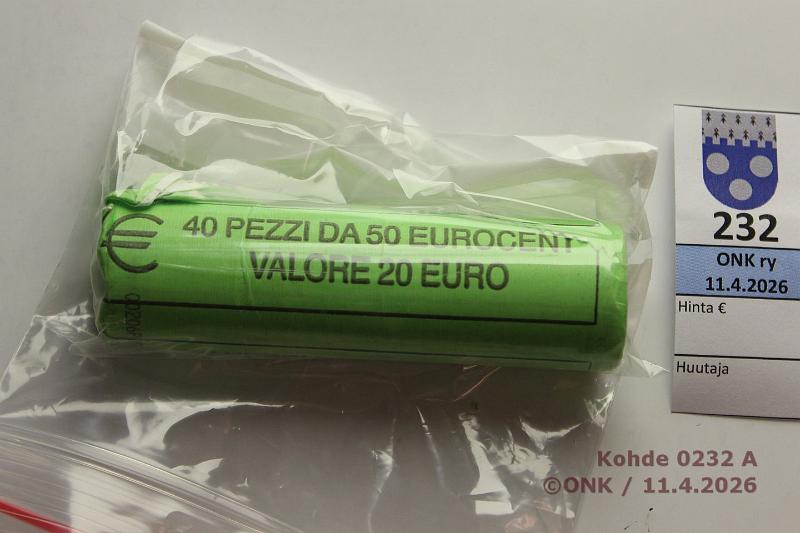 €
40 PEZZI DA 50 EUROCENT
VALORE 20 EURO
232
ONK ry
11.4.2026
Hinta €
Huutaja
Kohde 0232 A
©ONK / 11.4.2026